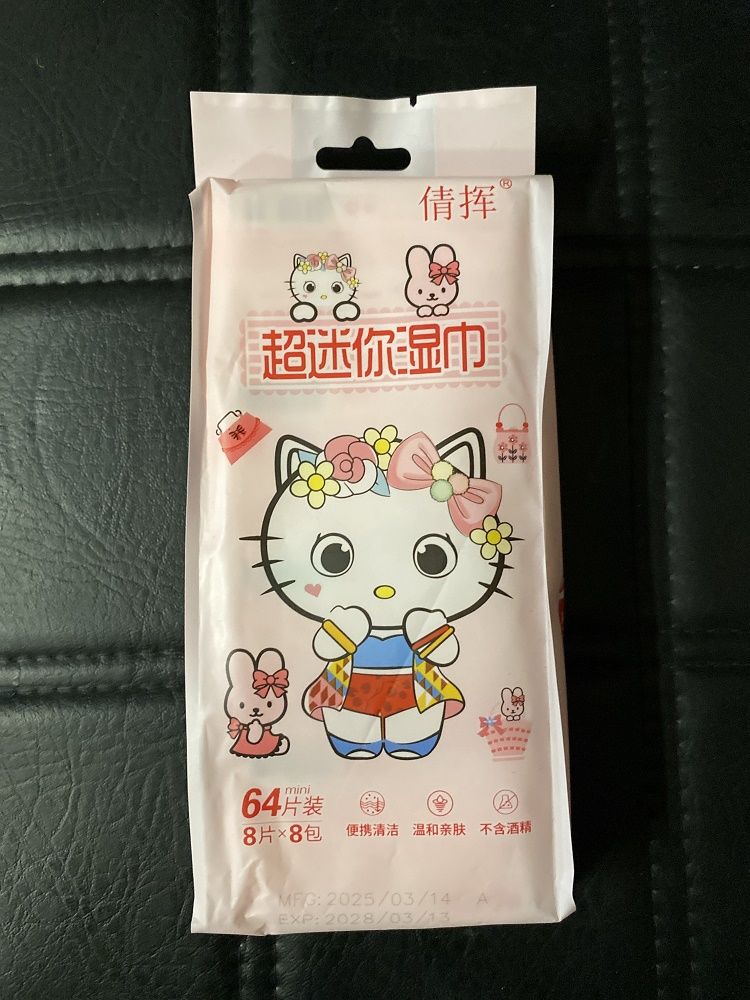 倩挥®
超迷你湿巾
mini
64片装
8片×8包
便携清洁 温和亲肤 不含酒精
MFG: 2025/03/14 A
EXP: 2028/03/13